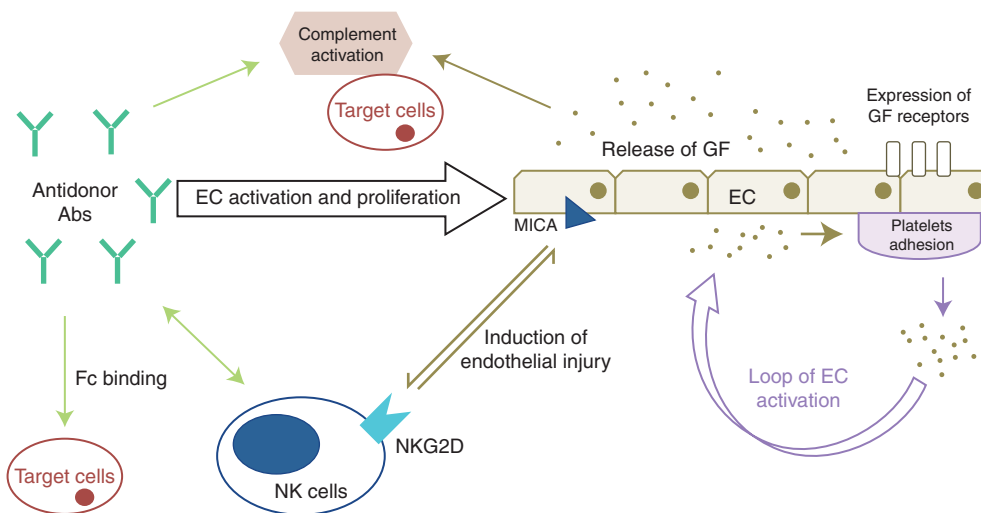 Complement
activation
Target cells
Expression of
GF receptors
Release of GF
Antidonor
Abs
EC activation and proliferation
EC
MICA
Platelets
adhesion
Induction of
endothelial injury
Fc binding
Loop of EC
activation
NKG2D
Target cells
NK cells